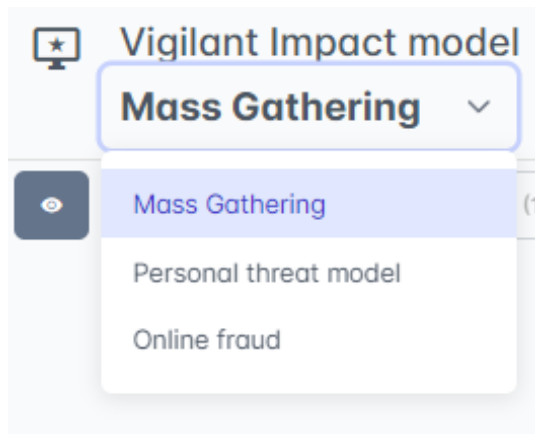 Vigilant Impact model
Mass Gathering
Mass Gathering
Personal threat model
Online fraud